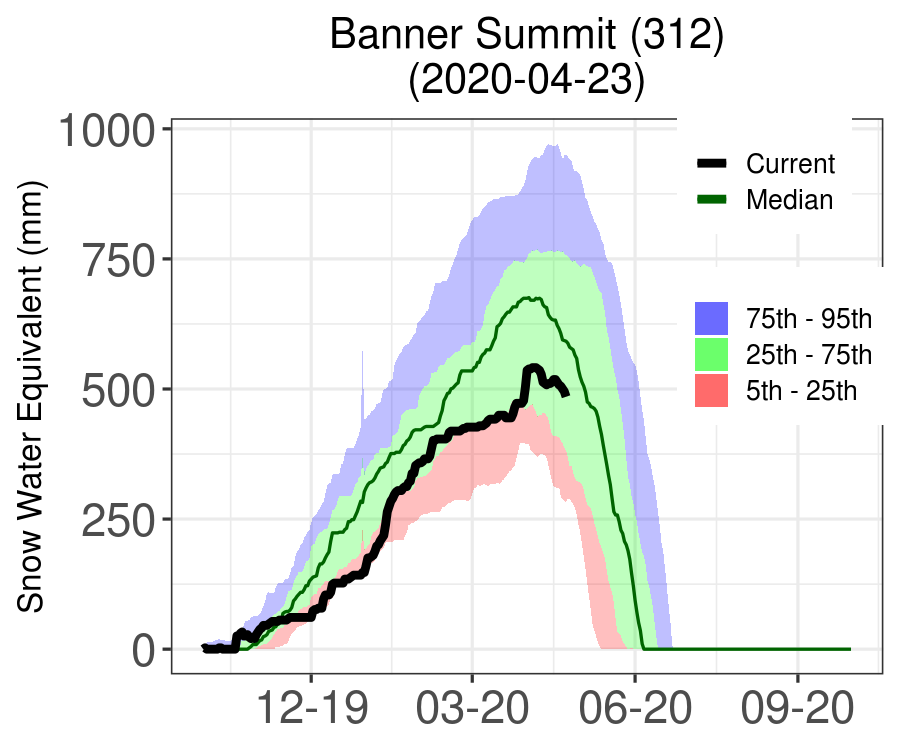 Banner Summit (312)
(2020-04-23)
Snow Water Equivalent (mm)
1000
750
500
250
0
Current
Median
75th - 95th
25th - 75th
5th - 25th
12-19 03-20 06-20 09-20